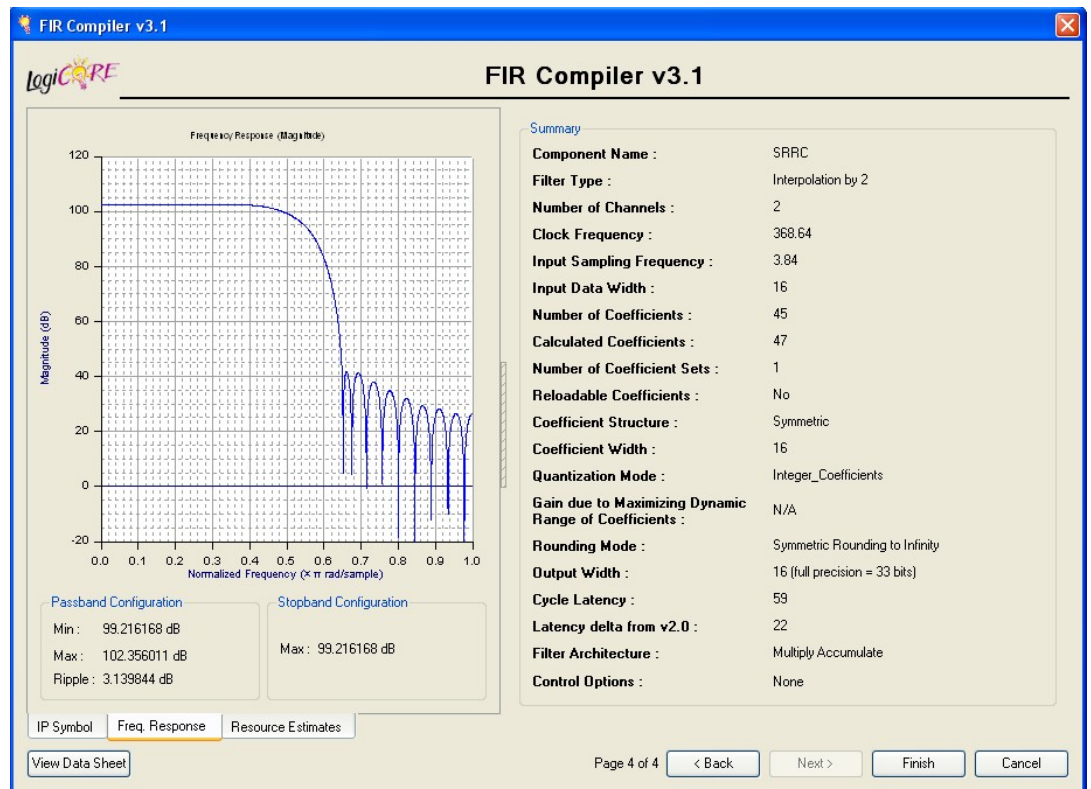 FIR Compiler v3.1
LogiCORE
FIR Compiler v3.1
Frequency Response (Magnitude)
120
100
80
60
40
20
0
-20
Magnitude (dB)
0.0 0.1 0.2 0.3 0.4 0.5 0.6 0.7 0.8 0.9 1.0
Normalized Frequency (x π rad/sample)
Passband Configuration
Min : 99.216168 dB
Max : 102.356011 dB
Ripple : 3.139844 dB
Stopband Configuration
Max : 99.216168 dB
Summary
Component Name : SRRC
Filter Type : Interpolation by 2
Number of Channels : 2
Clock Frequency : 368.64
Input Sampling Frequency : 3.84
Input Data Width : 16
Number of Coefficients : 45
Calculated Coefficients : 47
Number of Coefficient Sets : 1
Reloadable Coefficients : No
Coefficient Structure : Symmetric
Coefficient Width : 16
Quantization Mode : Integer_Coefficients
Gain due to Maximizing Dynamic
Range of Coefficients : N/A
Rounding Mode : Symmetric Rounding to Infinity
Output Width : 16 (full precision = 33 bits)
Cycle Latency : 59
Latency delta from v2.0 : 22
Filter Architecture : Multiply Accumulate
Control Options : None
IP Symbol Freq. Response Resource Estimates
View Data Sheet Page 4 of 4 < Back Next > Finish Cancel